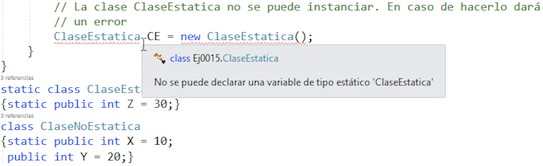 // La clase ClaseEstatica no se puede instanciar. En caso de hacerlo dará
// un error
ClaseEstatica CE = new ClaseEstatica();
}
}
class Ej0015.ClaseEstatica
No se puede declarar una variable de tipo estático 'ClaseEstatica'
3 referencias
static class ClaseEst
{static public int Z = 30;}
3 referencias
class ClaseNoEstatica
{static public int X = 10;
public int Y = 20;}